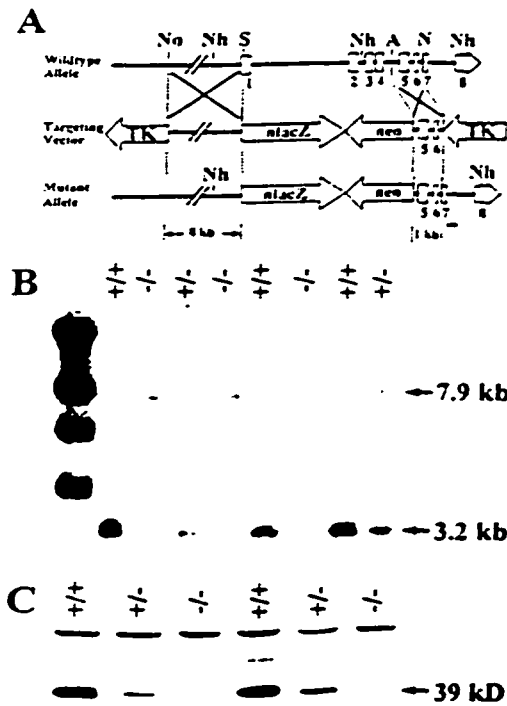 A
No Nh S Nh A N Nh
Wildtype
Allele
1 2 3 4 5 6 7 8
Targeting
Vector
TK nlacZ neo 5 6 TK
Nh Nh
Mutant
Allele
nlacZ neo 5 6 7 8
8 kb 1 kb
B
+/+ -/- +/- -/- +/+ -/- +/+ +/-
7.9 kb
3.2 kb
C
+/+ +/- -/- +/+ +/- -/-
39 kD